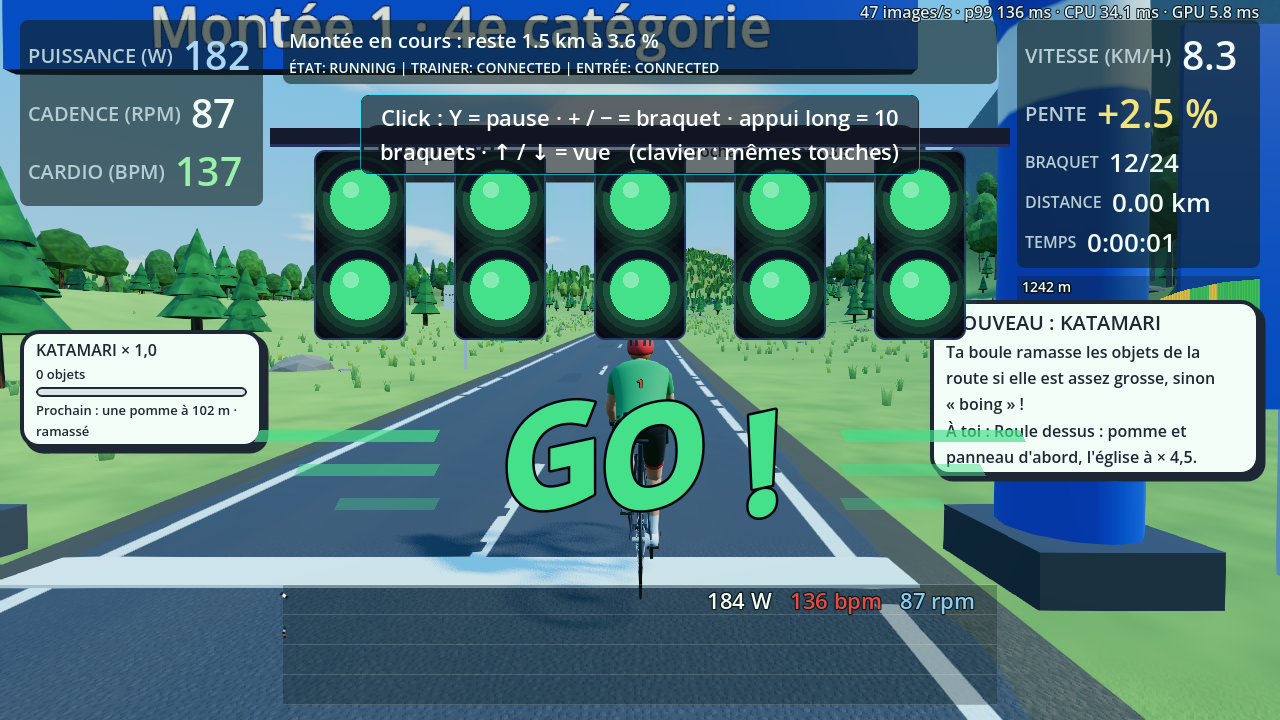 Montée 1 · 4e catégorie
47 images/s · p99 136 ms · CPU 34.1 ms · GPU 5.8 ms
PUISSANCE (W) 182
CADENCE (RPM) 87
CARDIO (BPM) 137
Montée en cours : reste 1.5 km à 3.6 %
ÉTAT: RUNNING | TRAINER: CONNECTED | ENTRÉE: CONNECTED
Click : Y = pause · + / − = braquet · appui long = 10
braquets · ↑ / ↓ = vue (clavier : mêmes touches)
VITESSE (KM/H) 8.3
PENTE +2.5 %
BRAQUET 12/24
DISTANCE 0.00 km
TEMPS 0:00:01
1242 m
KATAMARI × 1,0
0 objets
Prochain : une pomme à 102 m ·
ramassé
OUVEAU : KATAMARI
Ta boule ramasse les objets de la
route si elle est assez grosse, sinon
« boing » !
À toi : Roule dessus : pomme et
panneau d'abord, l'église à × 4,5.
1
GO !
184 W 136 bpm 87 rpm